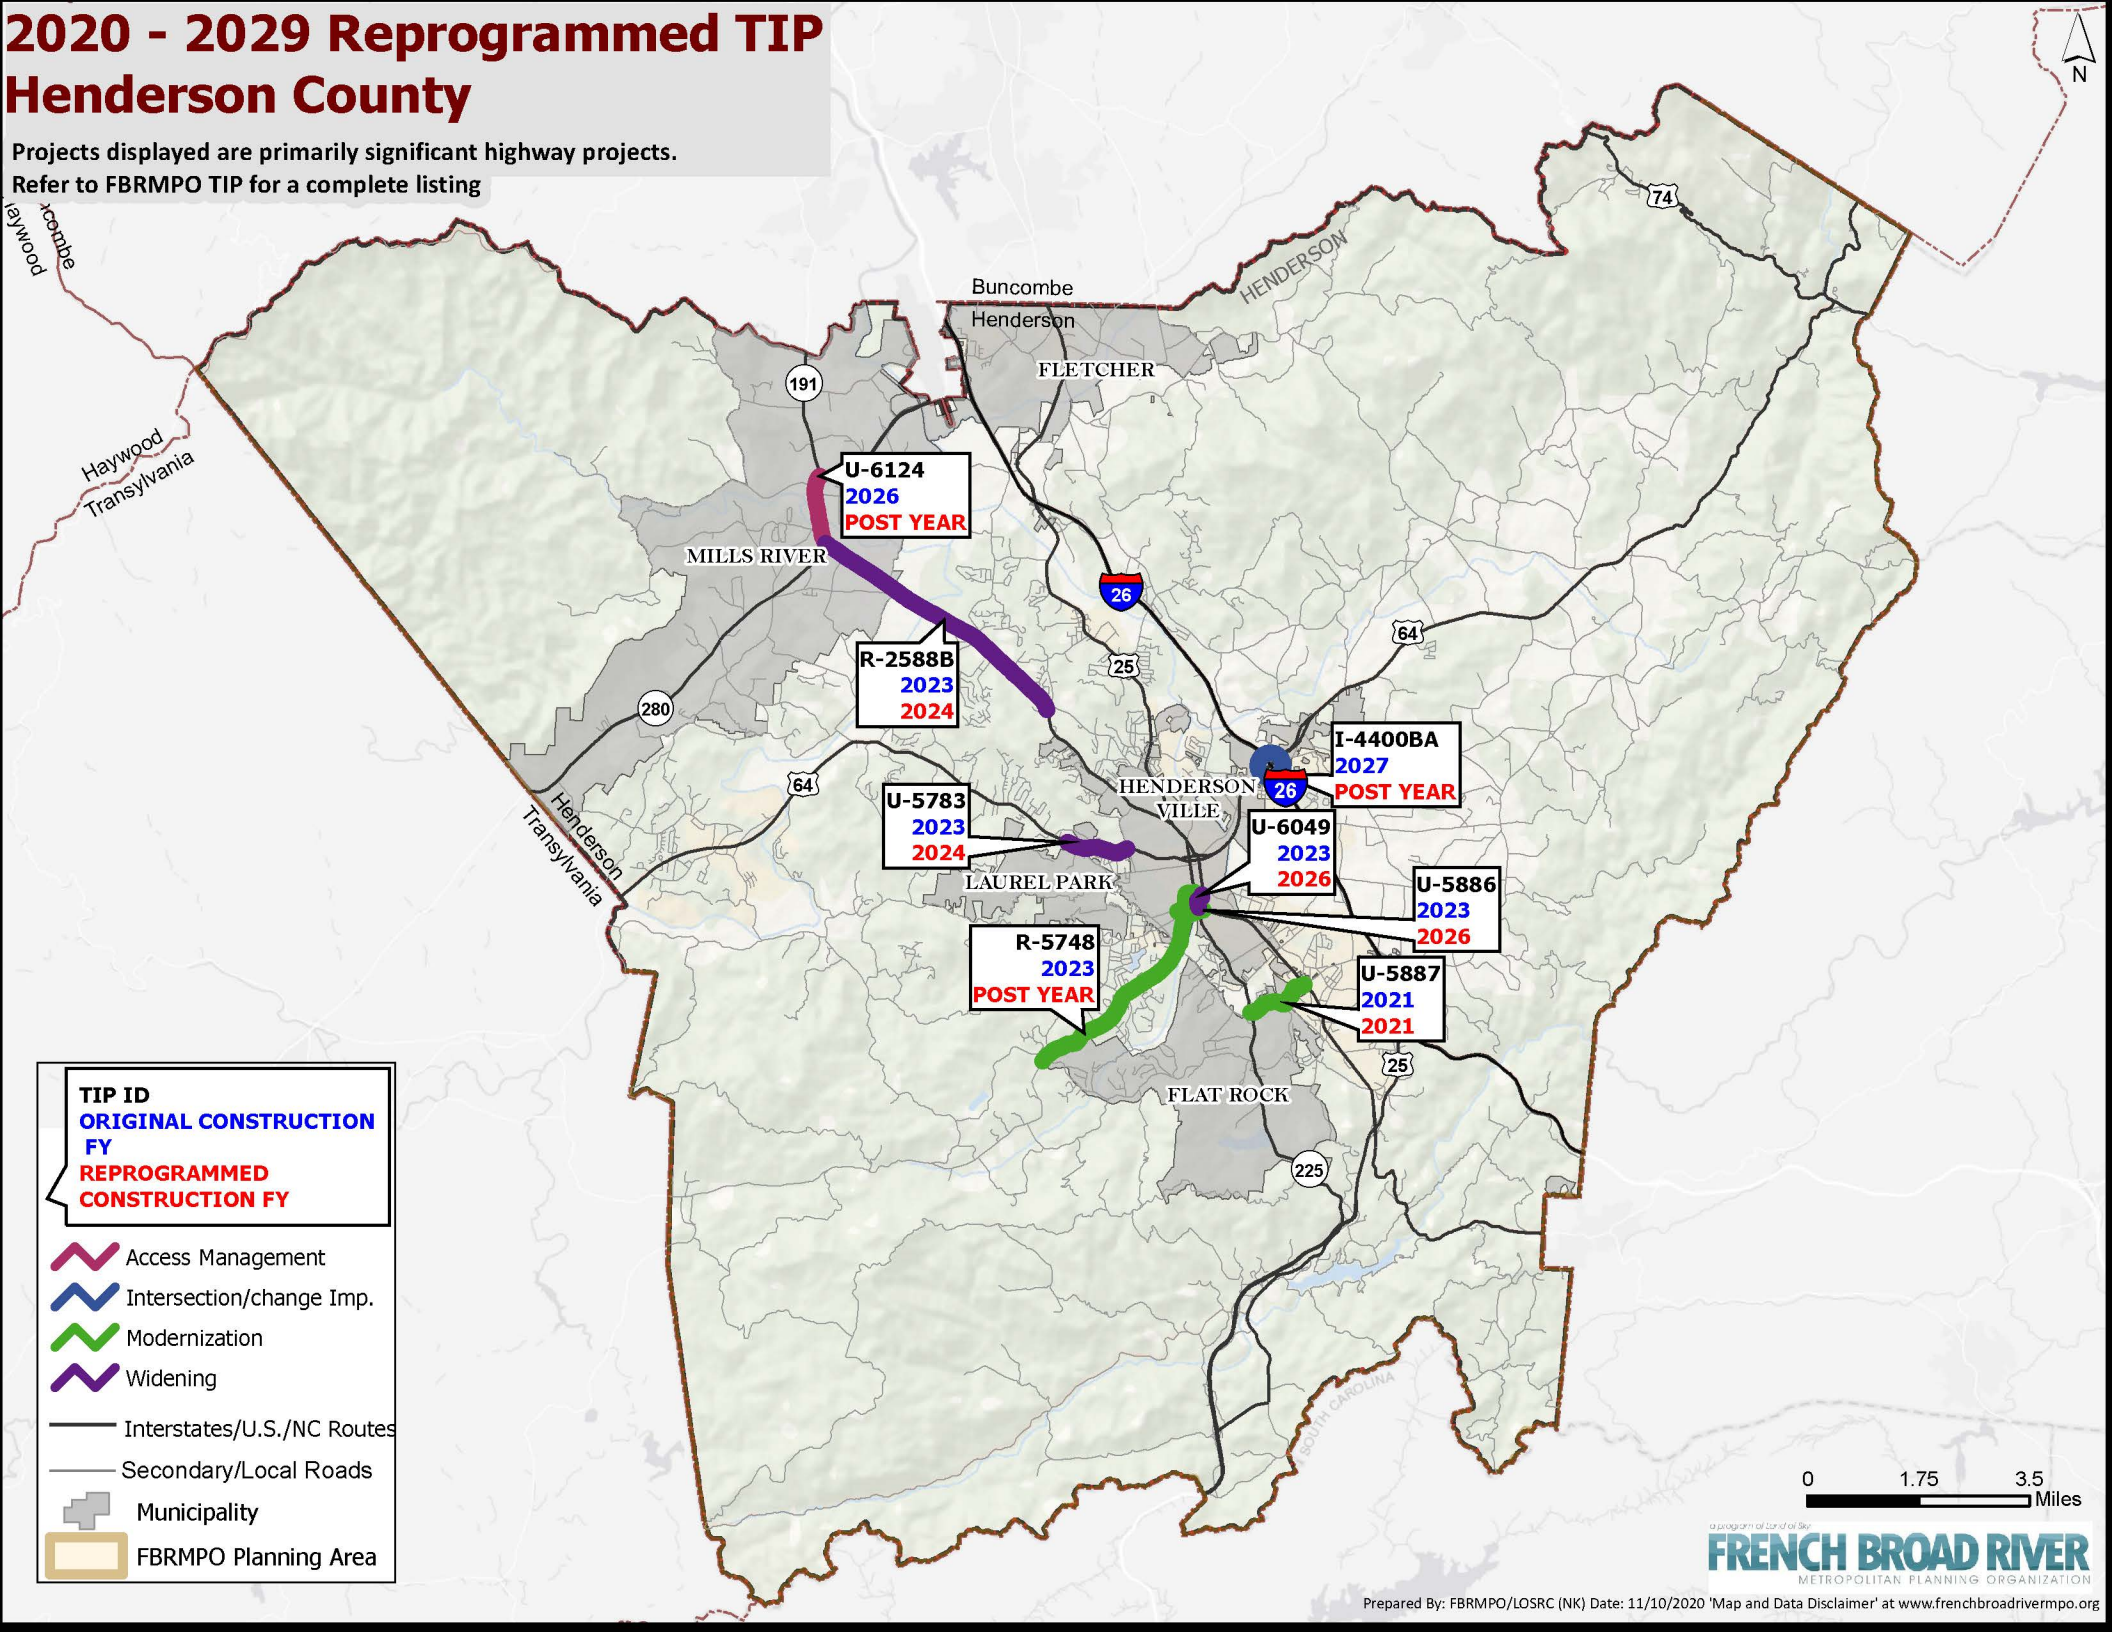 2020 - 2029 Reprogrammed TIP
Henderson County
Projects displayed are primarily significant highway projects.
Refer to FBRMPO TIP for a complete listing
N
74
HENDERSON
Buncombe
Henderson
FLETCHER
191
Haywood
Transylvania
U-6124
2026
POST YEAR
MILLS RIVER
26
64
25
R-2588B
2023
2024
280
I-4400BA
2027
POST YEAR
64
HENDERSON
VILLE
26
U-5783
2023
2024
U-6049
2023
2026
Henderson
Transylvania
LAUREL PARK
U-5886
2023
2026
R-5748
2023
POST YEAR
U-5887
2021
2021
25
FLAT ROCK
225
SOUTH CAROLINA
TIP ID
ORIGINAL CONSTRUCTION
FY
REPROGRAMMED
CONSTRUCTION FY
Access Management
Intersection/change Imp.
Modernization
Widening
Interstates/U.S./NC Routes
Secondary/Local Roads
Municipality
FBRMPO Planning Area
0 1.75 3.5
Miles
a program of Land of Sky
FRENCH BROAD RIVER
METROPOLITAN PLANNING ORGANIZATION
Prepared By: FBRMPO/LOSRC (NK) Date: 11/10/2020 'Map and Data Disclaimer' at www.frenchbroadrivermpo.org